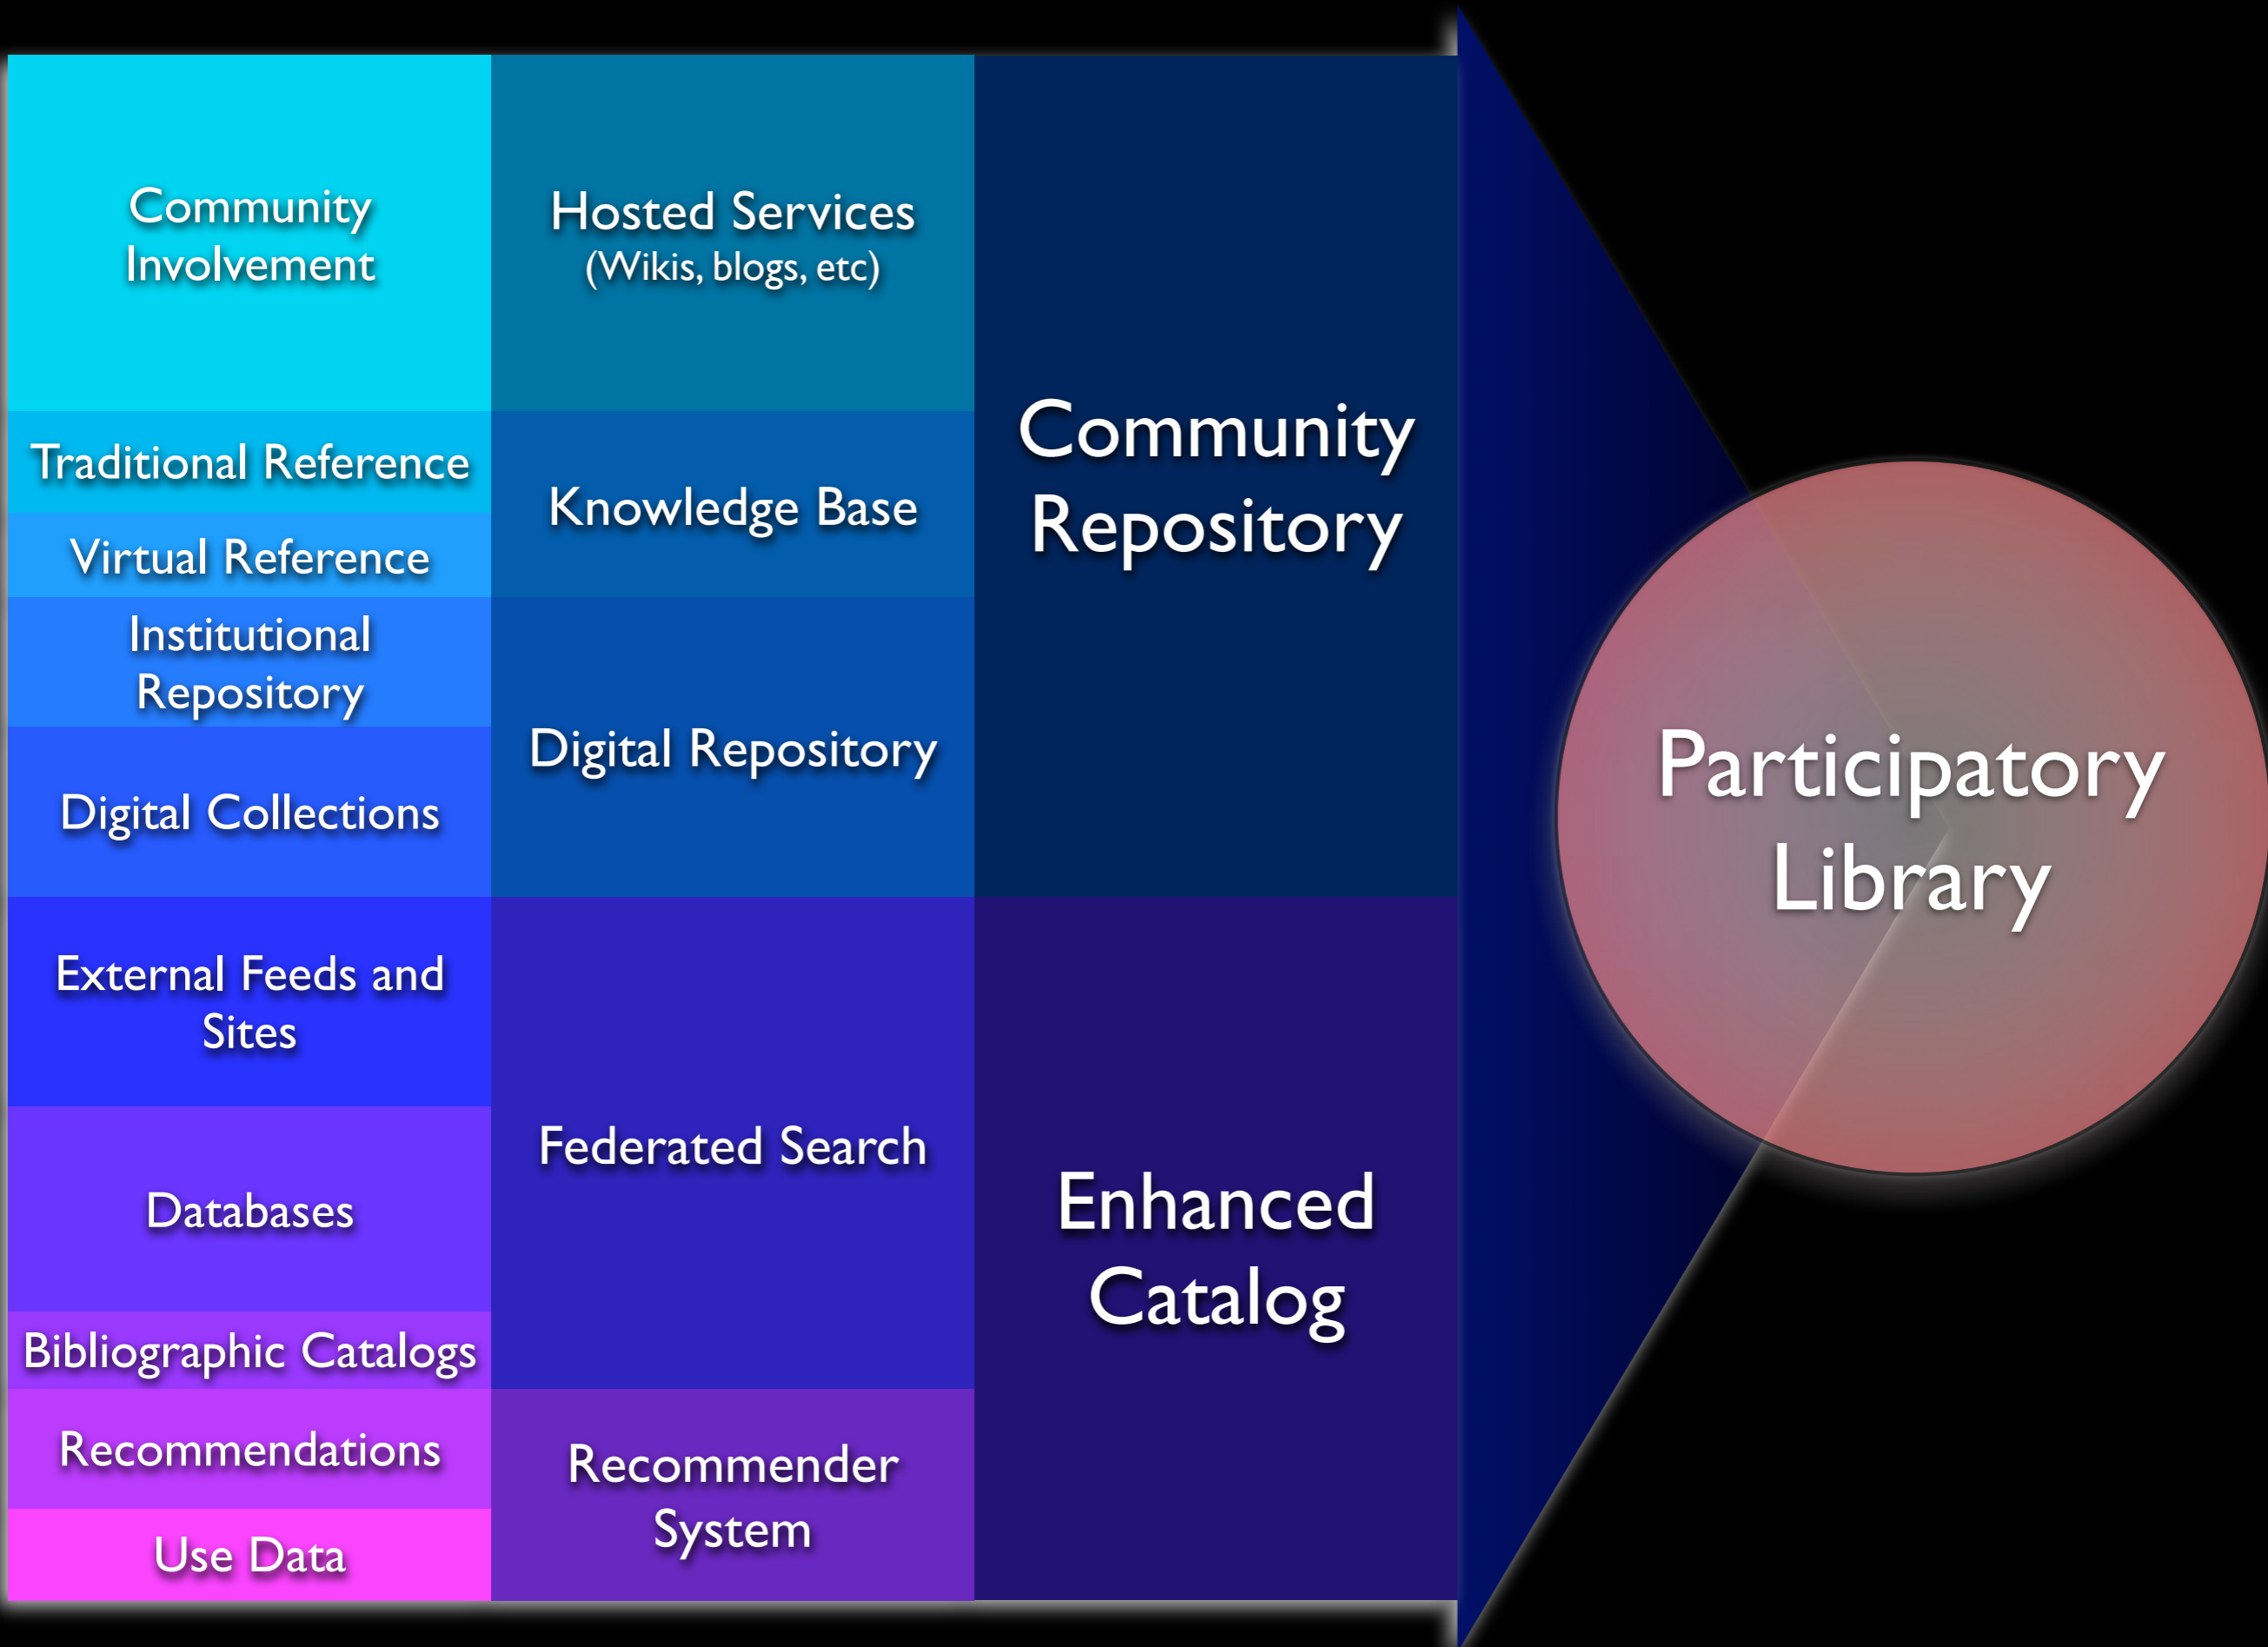 Community
Involvement
Traditional Reference
Virtual Reference
Institutional
Repository
Digital Collections
External Feeds and
Sites
Databases
Bibliographic Catalogs
Recommendations
Use Data
Hosted Services
(Wikis, blogs, etc)
Knowledge Base
Digital Repository
Federated Search
Recommender
System
Community
Repository
Enhanced
Catalog
Participatory
Library